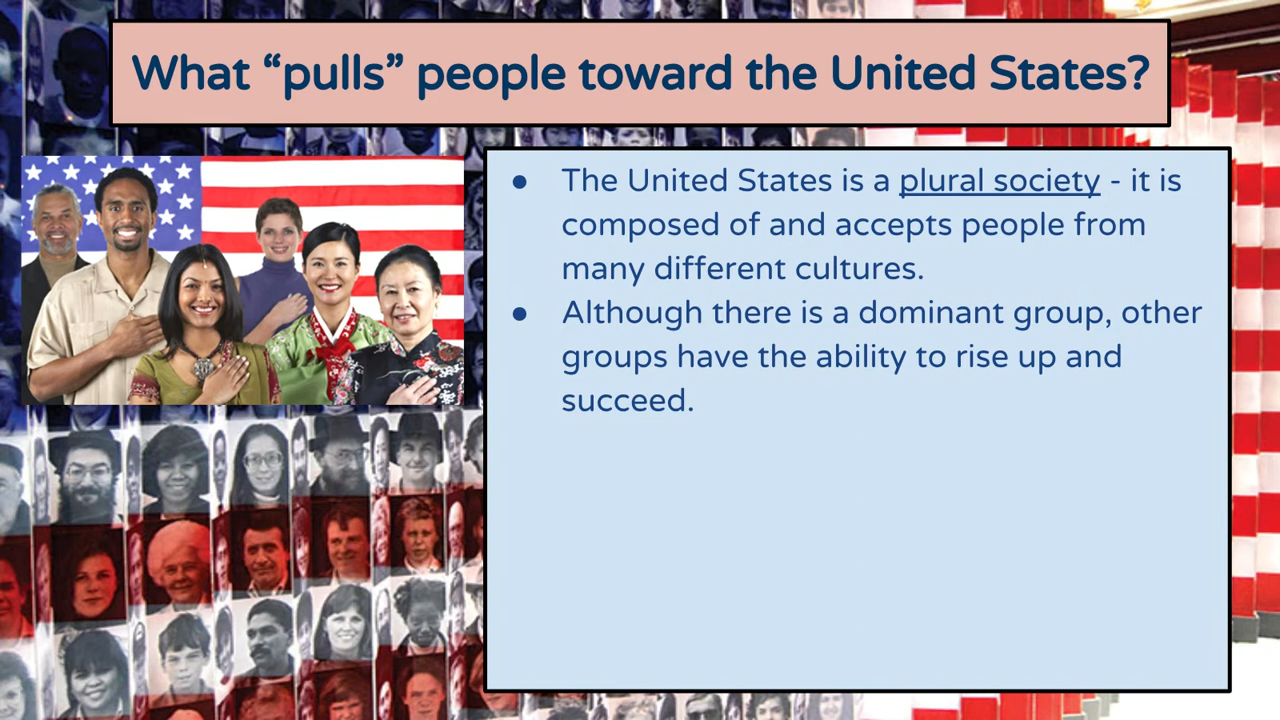 What “pulls” people toward the United States?
● The United States is a plural society - it is
composed of and accepts people from
many different cultures.
● Although there is a dominant group, other
groups have the ability to rise up and
succeed.